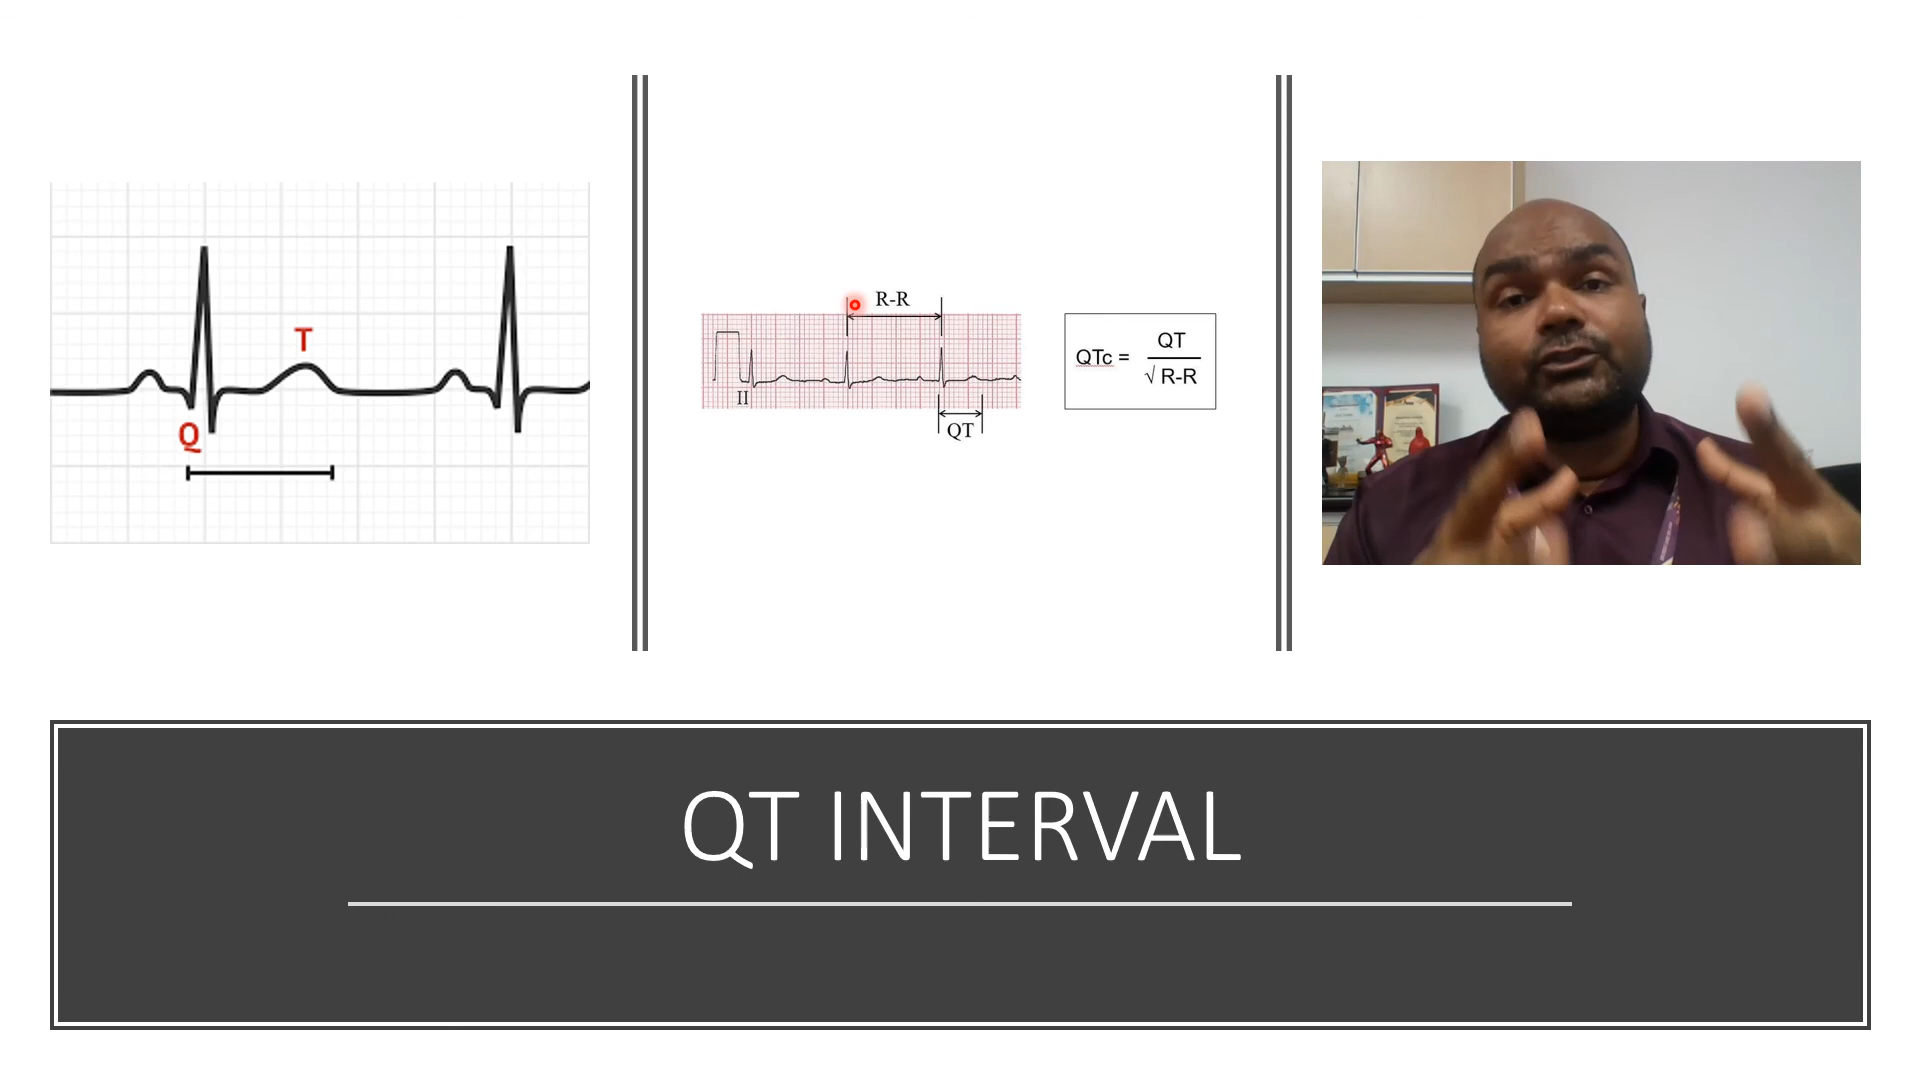 T
Q
R-R
II
QT
QTc = QT / √ R-R
QT INTERVAL